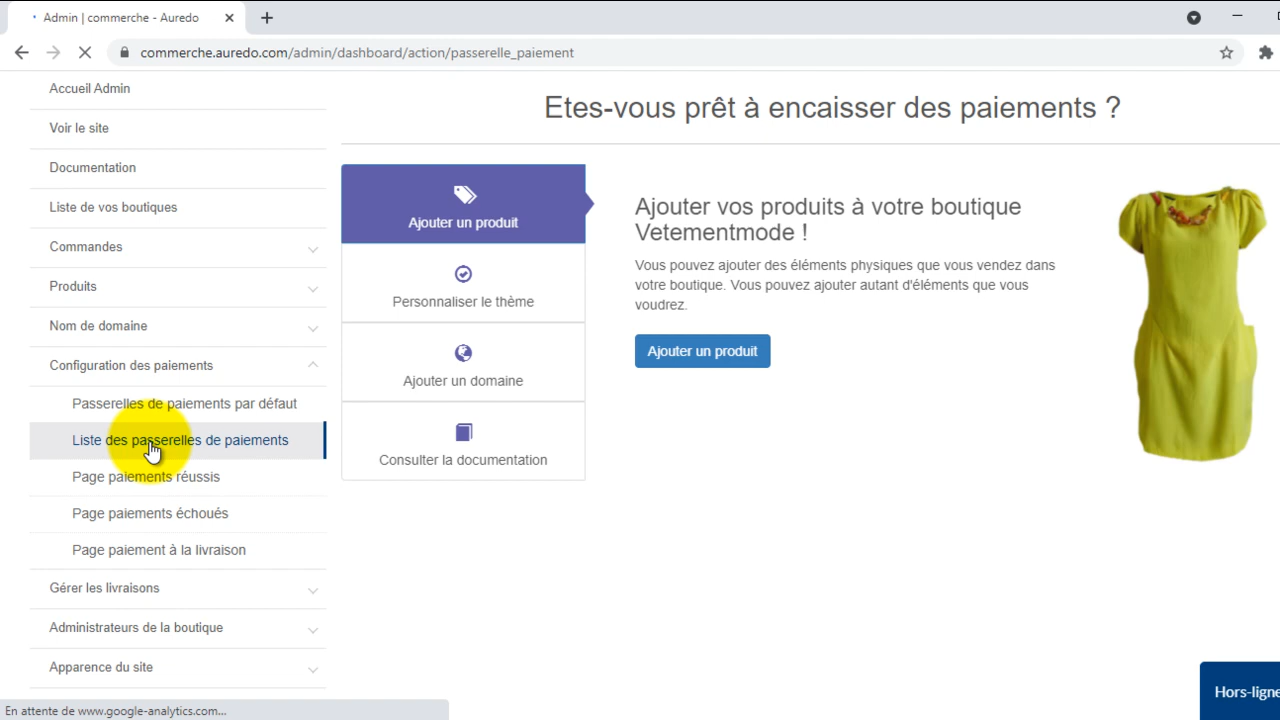 Admin | commerche - Auredo
commerche.auredo.com/admin/dashboard/action/passerelle_paiement
Accueil Admin
Voir le site
Documentation
Liste de vos boutiques
Commandes
Produits
Nom de domaine
Configuration des paiements
Passerelles de paiements par défaut
Liste des passerelles de paiements
Page paiements réussis
Page paiements échoués
Page paiement à la livraison
Gérer les livraisons
Administrateurs de la boutique
Apparence du site
Etes-vous prêt à encaisser des paiements ?
Ajouter un produit
Personnaliser le thème
Ajouter un domaine
Consulter la documentation
Ajouter vos produits à votre boutique
Vetementmode !
Vous pouvez ajouter des éléments physiques que vous vendez dans
votre boutique. Vous pouvez ajouter autant d'éléments que vous
voudrez.
Ajouter un produit
Hors-ligne
En attente de www.google-analytics.com...